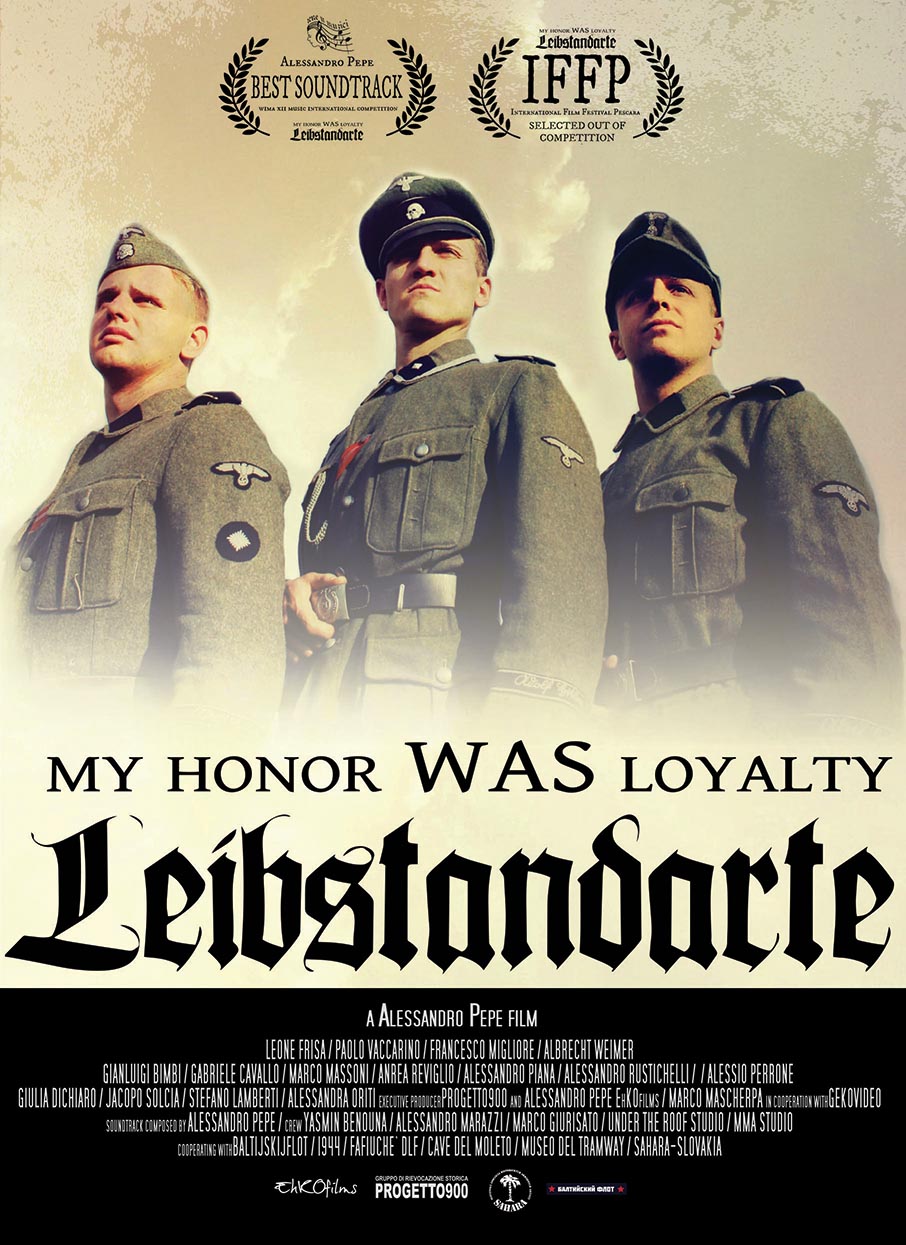 ALESSANDRO PEPE
BEST SOUNDTRACK
WIMA XII MUSIC INTERNATIONAL COMPETITION
MY HONOR WAS LOYALTY
Leibstandarte
MY HONOR WAS LOYALTY
Leibstandarte
IFFP
INTERNATIONAL FILM FESTIVAL PESCARA
SELECTED OUT OF
COMPETITION
MY HONOR WAS LOYALTY
Leibstandarte
A ALESSANDRO PEPE FILM
LEONE FRISA / PAOLO VACCARINO / FRANCESCO MIGLIORE / ALBRECHT WEIMER
GIANLUIGI BIMBI / GABRIELE CAVALLO / MARCO MASSONI / ANREA REVIGLIO / ALESSANDRO PIANA / ALESSANDRO RUSTICHELLI / / ALESSIO PERRONE
GIULIA DICHIARO / JACOPO SOLCIA / STEFANO LAMBERTI / ALESSANDRA ORITI EXECUTIVE PRODUCER PROGETTO900 AND ALESSANDRO PEPE EHKOFILMS / MARCO MASCHERPA IN COOPERATION WITH GEKOVIDEO
SOUNDTRACK COMPOSED BY ALESSANDRO PEPE / CREW YASMIN BENOUNA / ALESSANDRO MARAZZI / MARCO GIURISATO / UNDER THE ROOF STUDIO / MMA STUDIO
COOPERATING WITH BALTIJSKIJFLOT / 1944 / FAFIUCHE' DLF / CAVE DEL MOLETO / MUSEO DEL TRAMWAY / SAHARA-SLOVAKIA
EhKOfilms
GRUPPO DI RIEVOCAZIONE STORICA
PROGETTO900
SAHARA
БАЛТИЙСКИЙ ФЛОТ